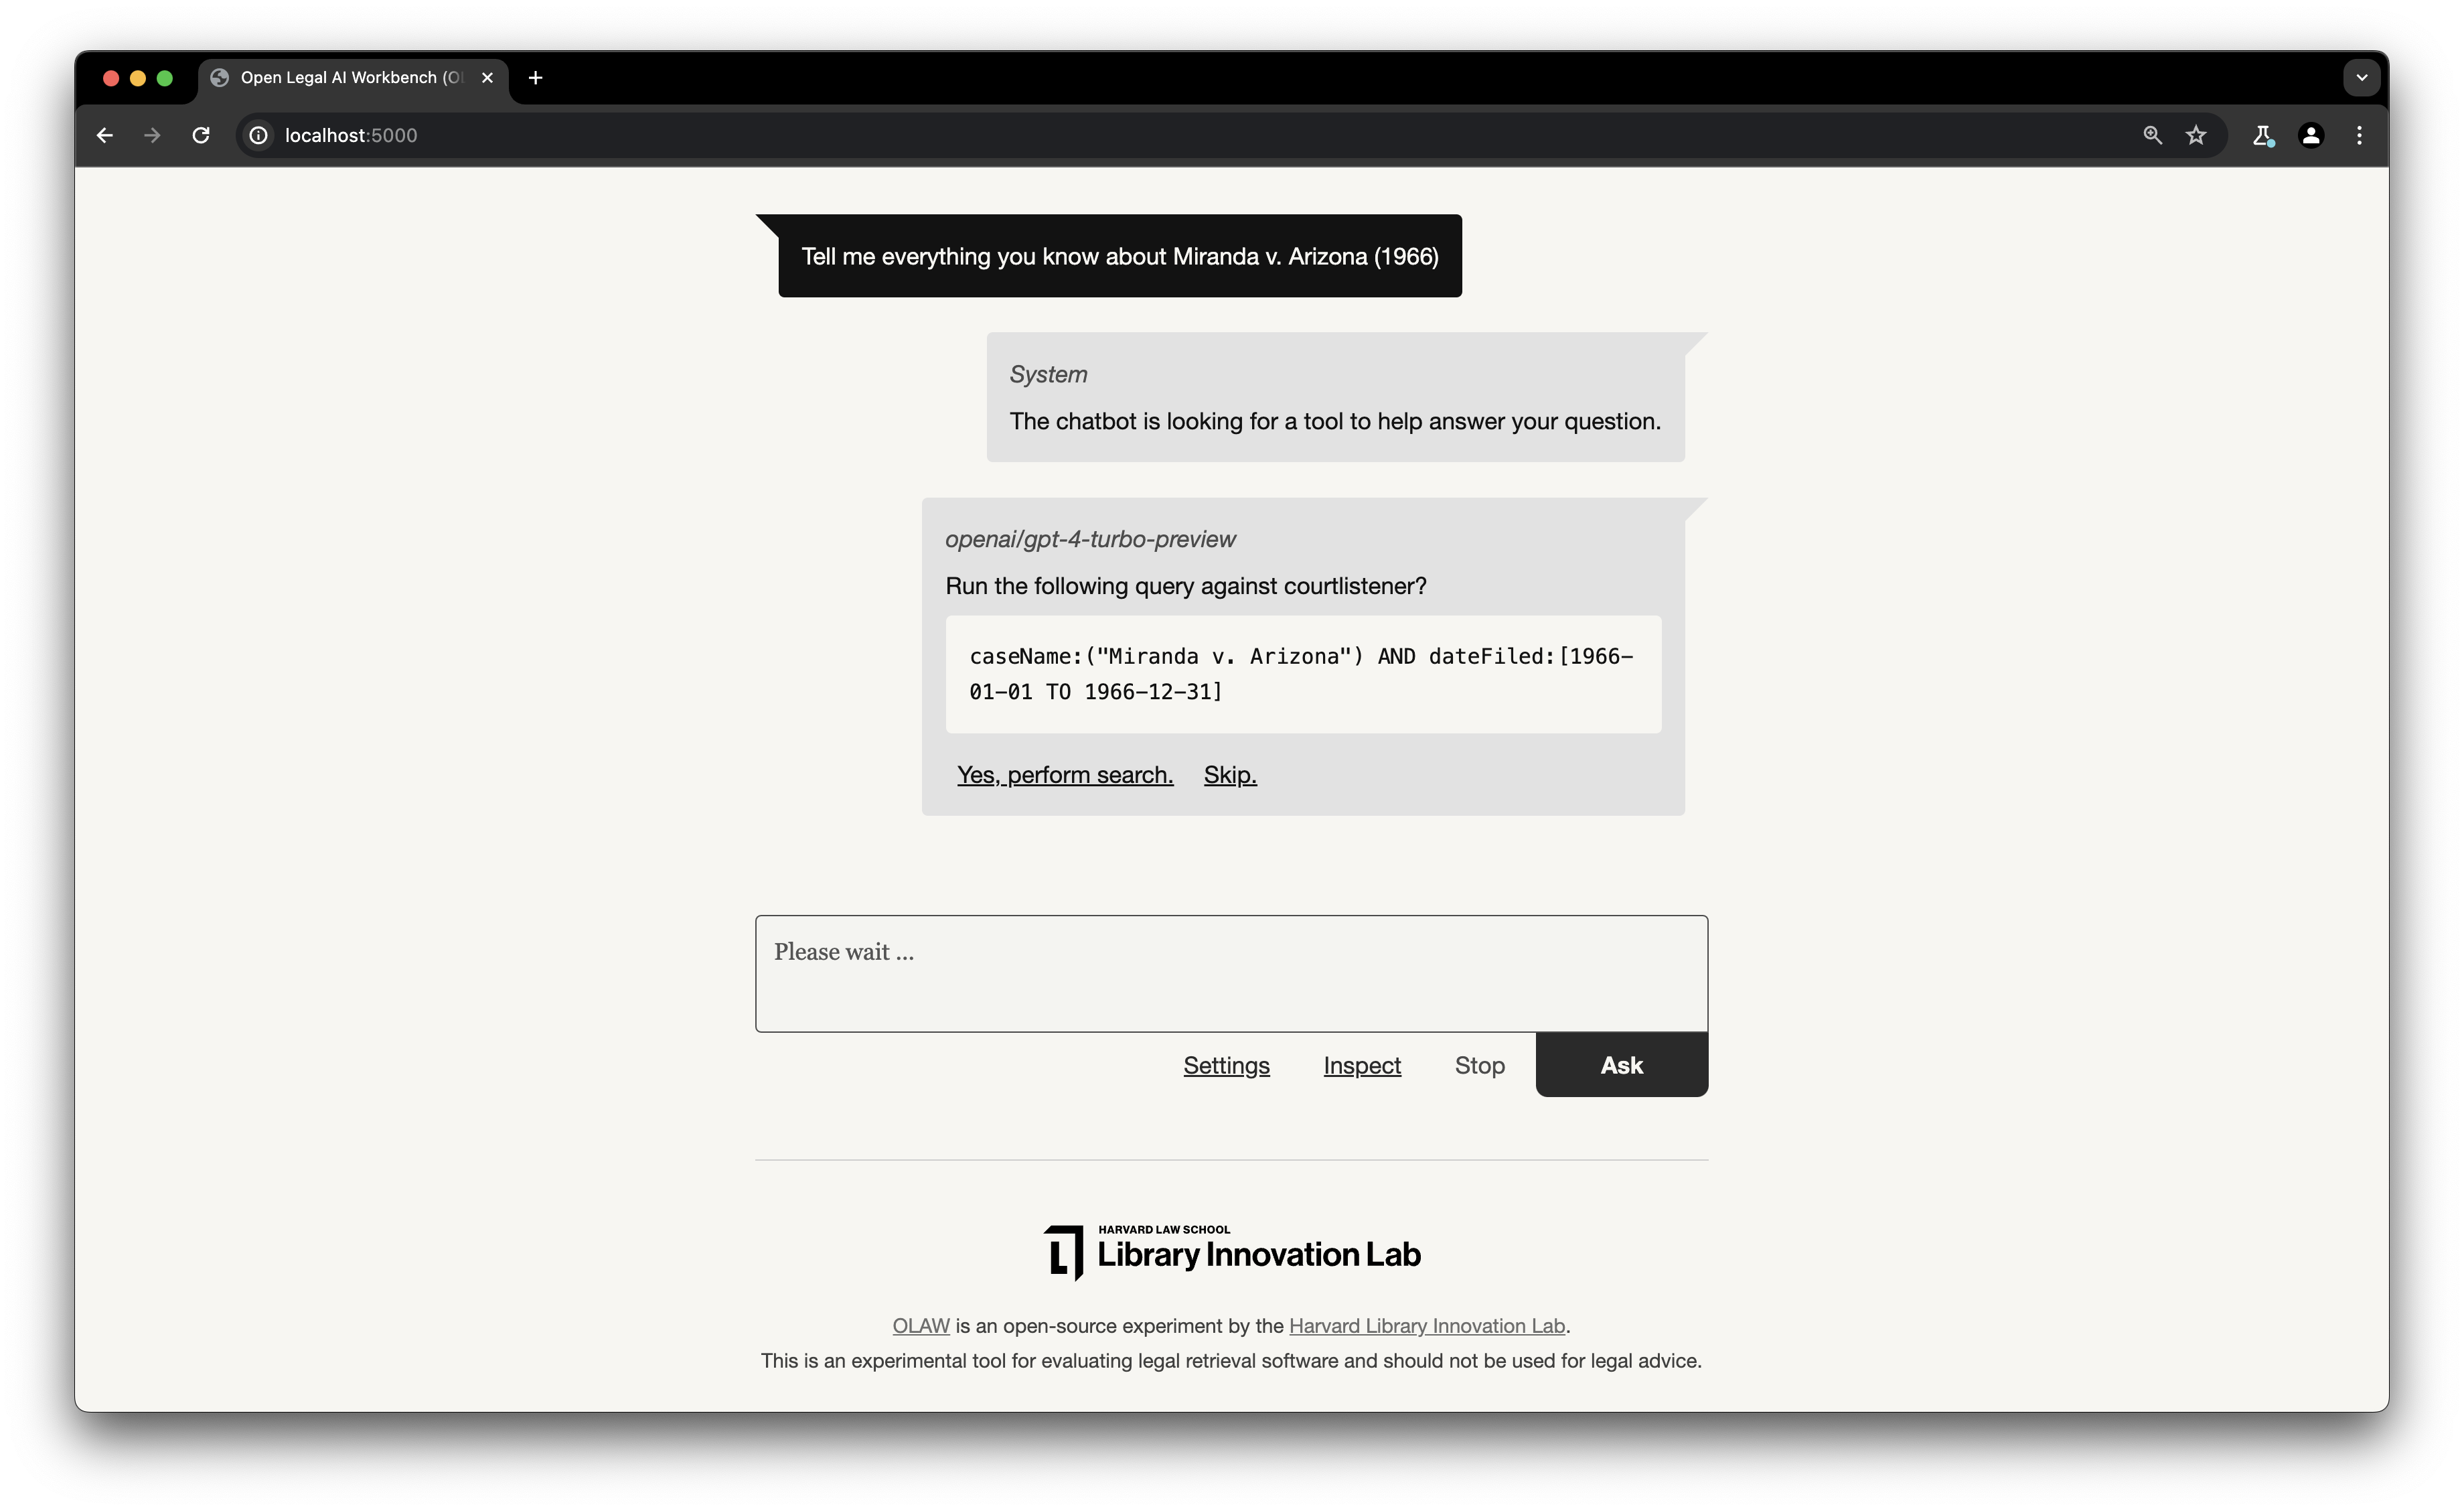 Open Legal AI Workbench (Ol
localhost:5000
Tell me everything you know about Miranda v. Arizona (1966)
System
The chatbot is looking for a tool to help answer your question.
openai/gpt-4-turbo-preview
Run the following query against courtlistener?
caseName:("Miranda v. Arizona") AND dateFiled:[1966-
01-01 TO 1966-12-31]
Yes, perform search. Skip.
Please wait ...
Settings Inspect Stop Ask
HARVARD LAW SCHOOL
Library Innovation Lab
OLAW is an open-source experiment by the Harvard Library Innovation Lab.
This is an experimental tool for evaluating legal retrieval software and should not be used for legal advice.